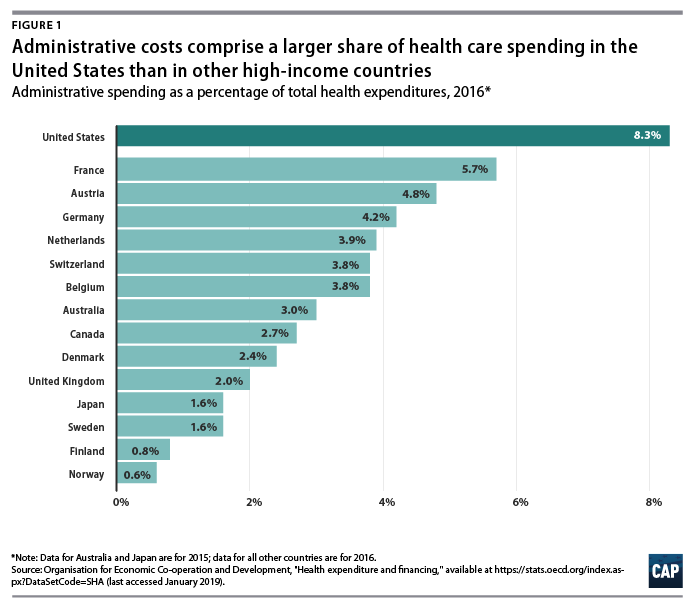 FIGURE 1
Administrative costs comprise a larger share of health care spending in the
United States than in other high-income countries
Administrative spending as a percentage of total health expenditures, 2016*
United States 8.3%
France 5.7%
Austria 4.8%
Germany 4.2%
Netherlands 3.9%
Switzerland 3.8%
Belgium 3.8%
Australia 3.0%
Canada 2.7%
Denmark 2.4%
United Kingdom 2.0%
Japan 1.6%
Sweden 1.6%
Finland 0.8%
Norway 0.6%
0% 2% 4% 6% 8%
*Note: Data for Australia and Japan are for 2015; data for all other countries are for 2016.
Source: Organisation for Economic Co-operation and Development, "Health expenditure and financing," available at https://stats.oecd.org/index.as-
px?DataSetCode=SHA (last accessed January 2019).
CAP